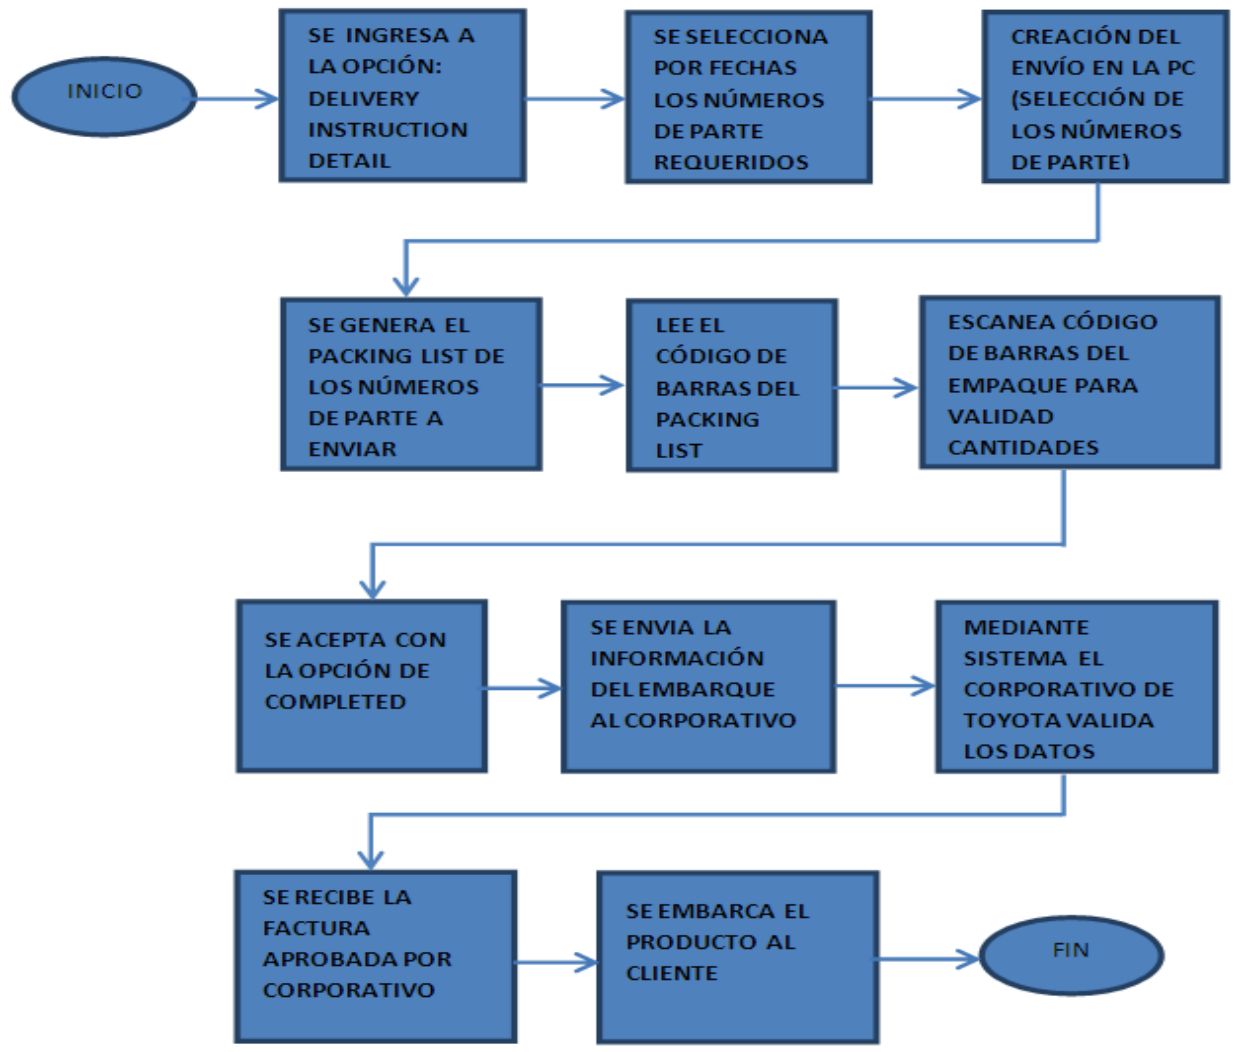 INICIO
SE INGRESA A
LA OPCIÓN:
DELIVERY
INSTRUCTION
DETAIL
SE SELECCIONA
POR FECHAS
LOS NÚMEROS
DE PARTE
REQUERIDOS
CREACIÓN DEL
ENVÍO EN LA PC
(SELECCIÓN DE
LOS NÚMEROS
DE PARTE)
SE GENERA EL
PACKING LIST DE
LOS NÚMEROS
DE PARTE A
ENVIAR
LEE EL
CÓDIGO DE
BARRAS DEL
PACKING
LIST
ESCANEA CÓDIGO
DE BARRAS DEL
EMPAQUE PARA
VALIDAD
CANTIDADES
SE ACEPTA CON
LA OPCIÓN DE
COMPLETED
SE ENVIA LA
INFORMACIÓN
DEL EMBARQUE
AL CORPORATIVO
MEDIANTE
SISTEMA EL
CORPORATIVO DE
TOYOTA VALIDA
LOS DATOS
SE RECIBE LA
FACTURA
APROBADA POR
CORPORATIVO
SE EMBARCA EL
PRODUCTO AL
CLIENTE
FIN